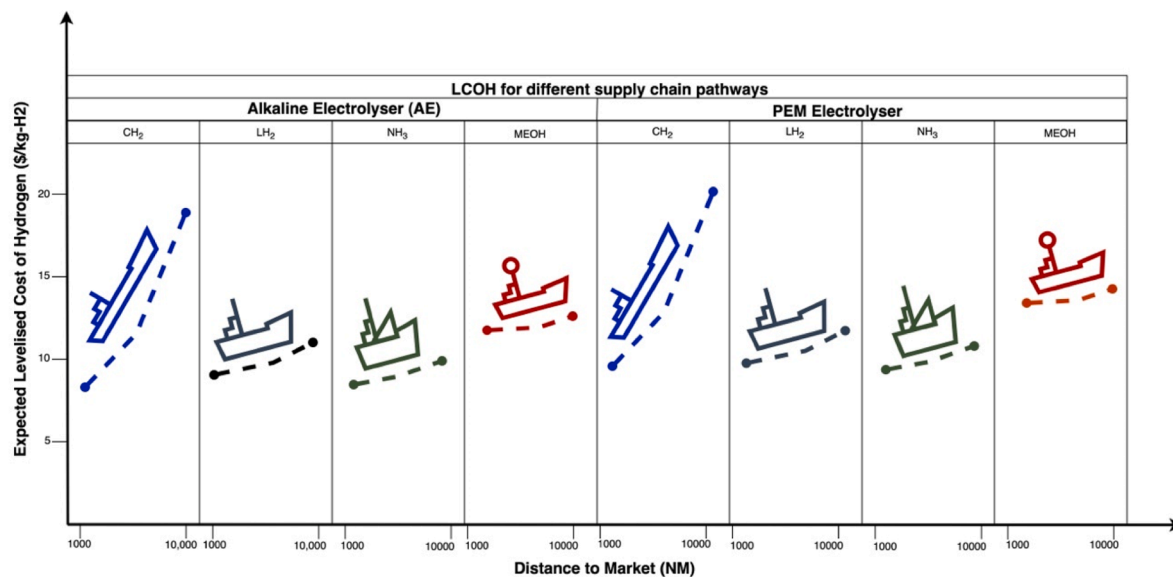 LCOH for different supply chain pathways
Alkaline Electrolyser (AE) PEM Electrolyser
CH₂ LH₂ NH₃ MEOH CH₂ LH₂ NH₃ MEOH
Expected Levelised Cost of Hydrogen ($/kg-H2)
20
15
10
5
1000 10,000 1000 10,000 1000 10000 1000 10000 1000 10000 1000 10000 1000 10000 1000 10000
Distance to Market (NM)